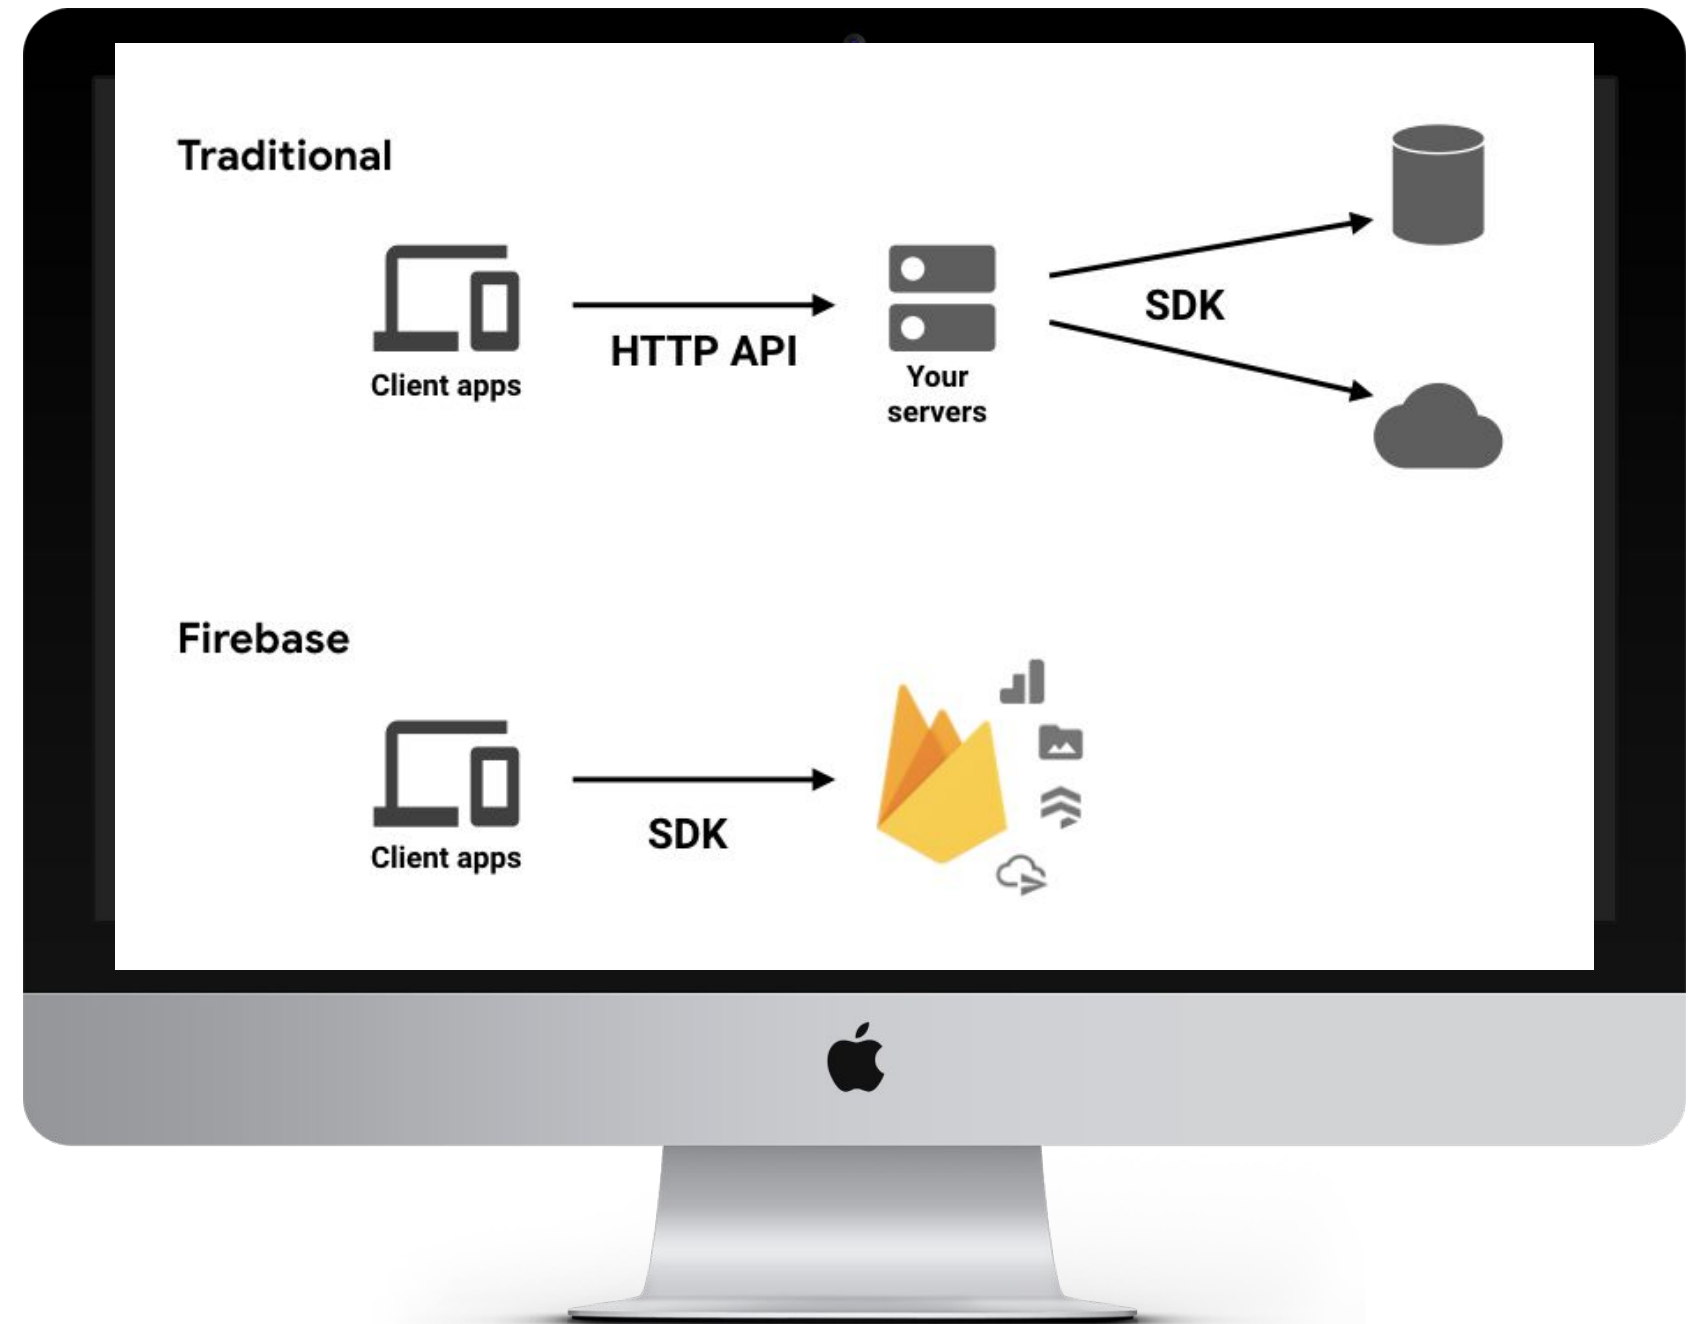 Traditional
Client apps
HTTP API
Your
servers
SDK
Firebase
Client apps
SDK